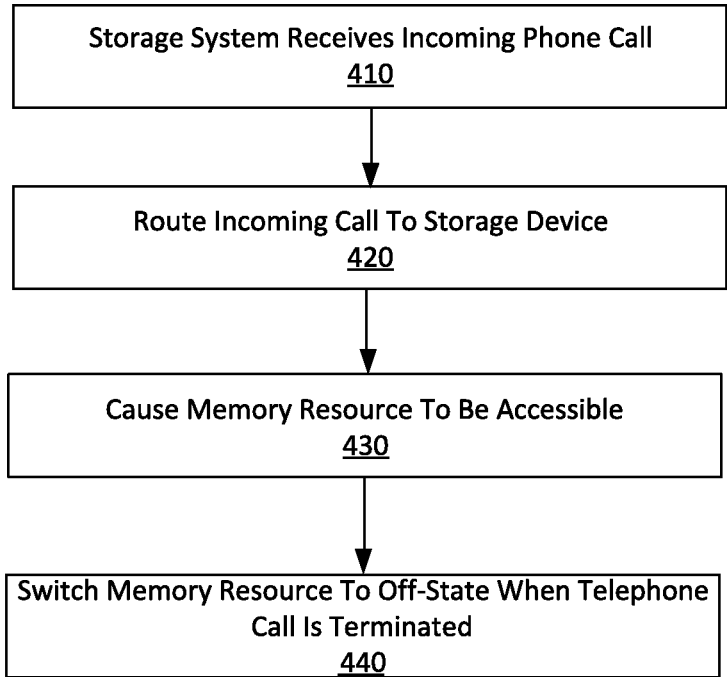 Storage System Receives Incoming Phone Call
410
Route Incoming Call To Storage Device
420
Cause Memory Resource To Be Accessible
430
Switch Memory Resource To Off-State When Telephone
Call Is Terminated
440